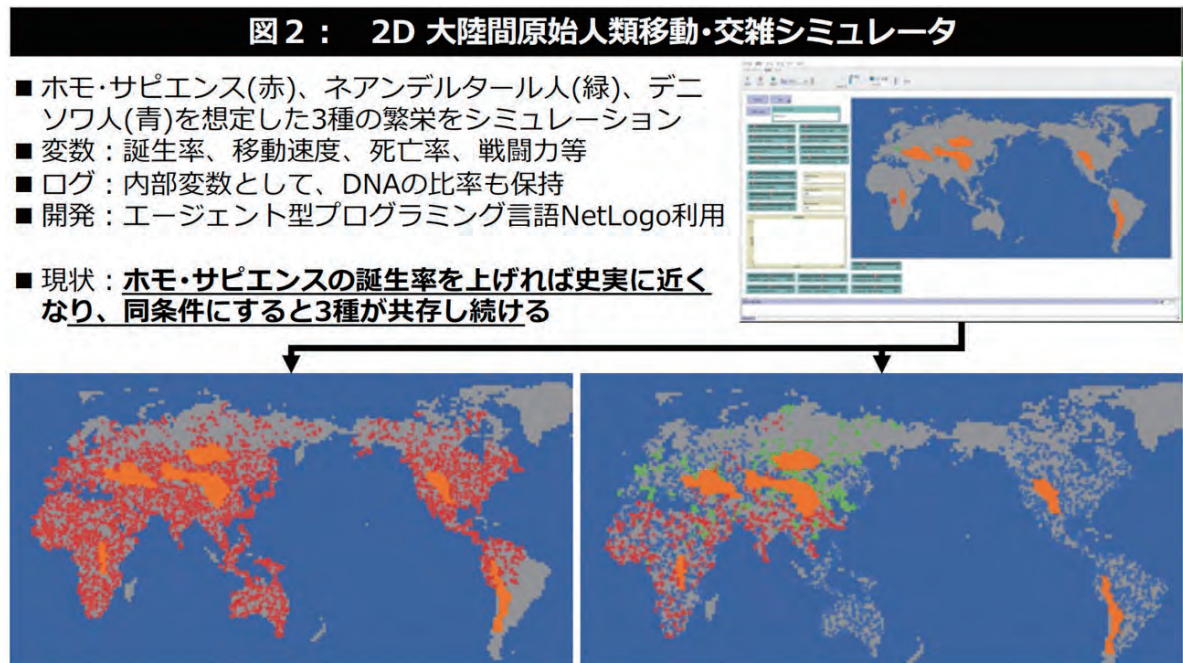 図2: 2D 大陸間原始人類移動・交雑シミュレータ
■ ホモ・サピエンス(赤)、ネアンデルタール人(緑)、デニ
ソワ人(青)を想定した3種の繁栄をシミュレーション
■ 変数：誕生率、移動速度、死亡率、戦闘力等
■ ログ：内部変数として、DNAの比率も保持
■ 開発：エージェント型プログラミング言語NetLogo利用
■ 現状：ホモ・サピエンスの誕生率を上げれば史実に近く
なり、同条件にすると3種が共存し続ける